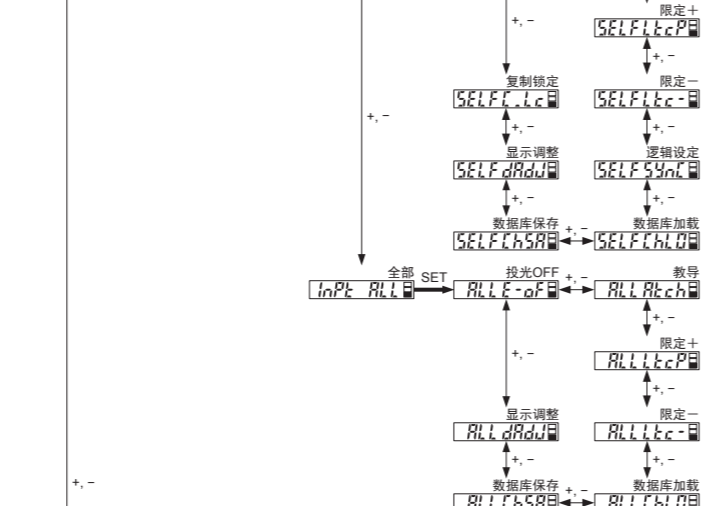 限定＋
+, −
SELFLtcP
+, −
复制锁定
限定－
SELFC.Lc
SELFLtc-
+, −
+, −
+, −
显示调整
逻辑设定
SELFdAdJ
SELFSYnC
+, −
+, −
数据库保存
+, −
数据库加载
SELFChSA
SELFChLO
全部
SET
投光OFF
+, −
教导
InPt ALL
ALLE-oF
ALLAtch
+, −
限定＋
+, −
ALLLtcP
+, −
显示调整
限定－
ALLdAdJ
ALLLtc-
+, −
+, −
+, −
数据库保存
+, −
数据库加载
ALLChSA
ALLChLO